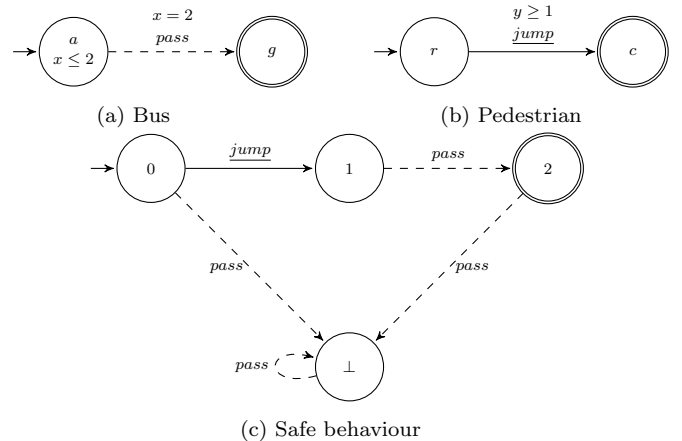 x = 2
pass
a
x ≤ 2
g
y ≥ 1
jump
r
c
(a) Bus
(b) Pedestrian
jump
pass
0
1
2
pass
pass
pass
⊥
(c) Safe behaviour